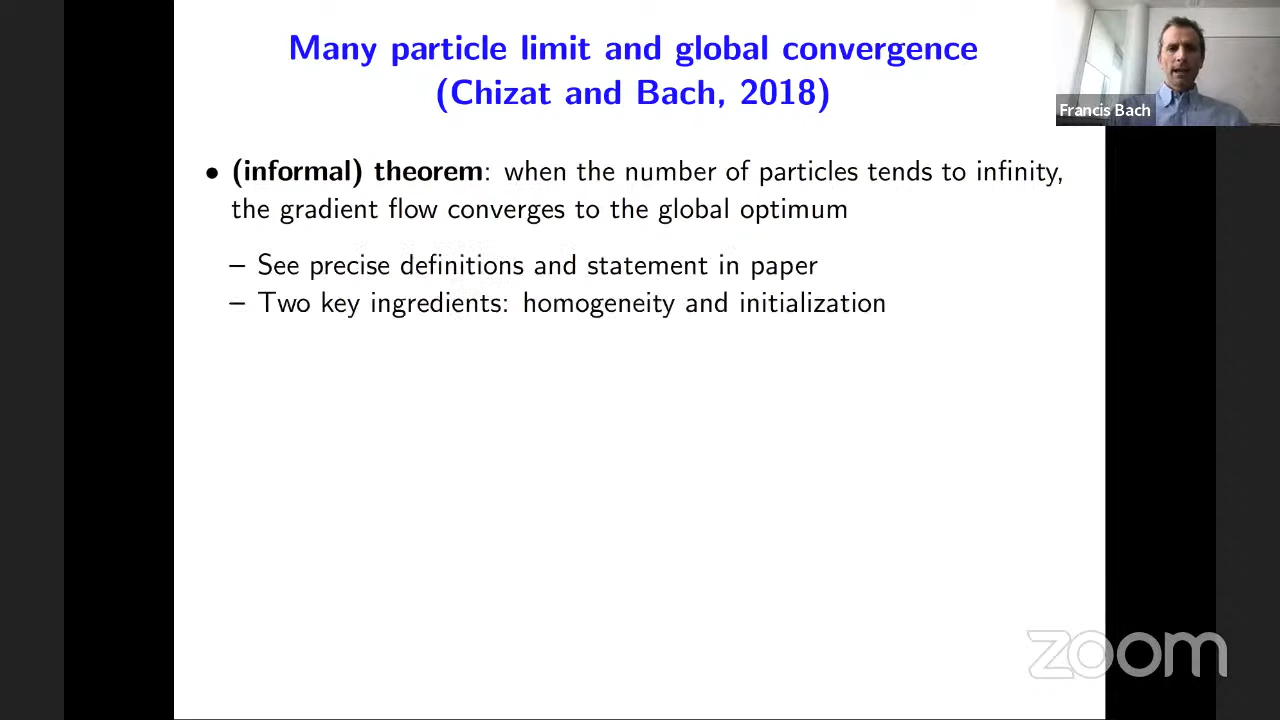 Many particle limit and global convergence
(Chizat and Bach, 2018)
Francis Bach
• (informal) theorem: when the number of particles tends to infinity,
the gradient flow converges to the global optimum
– See precise definitions and statement in paper
– Two key ingredients: homogeneity and initialization
zoom